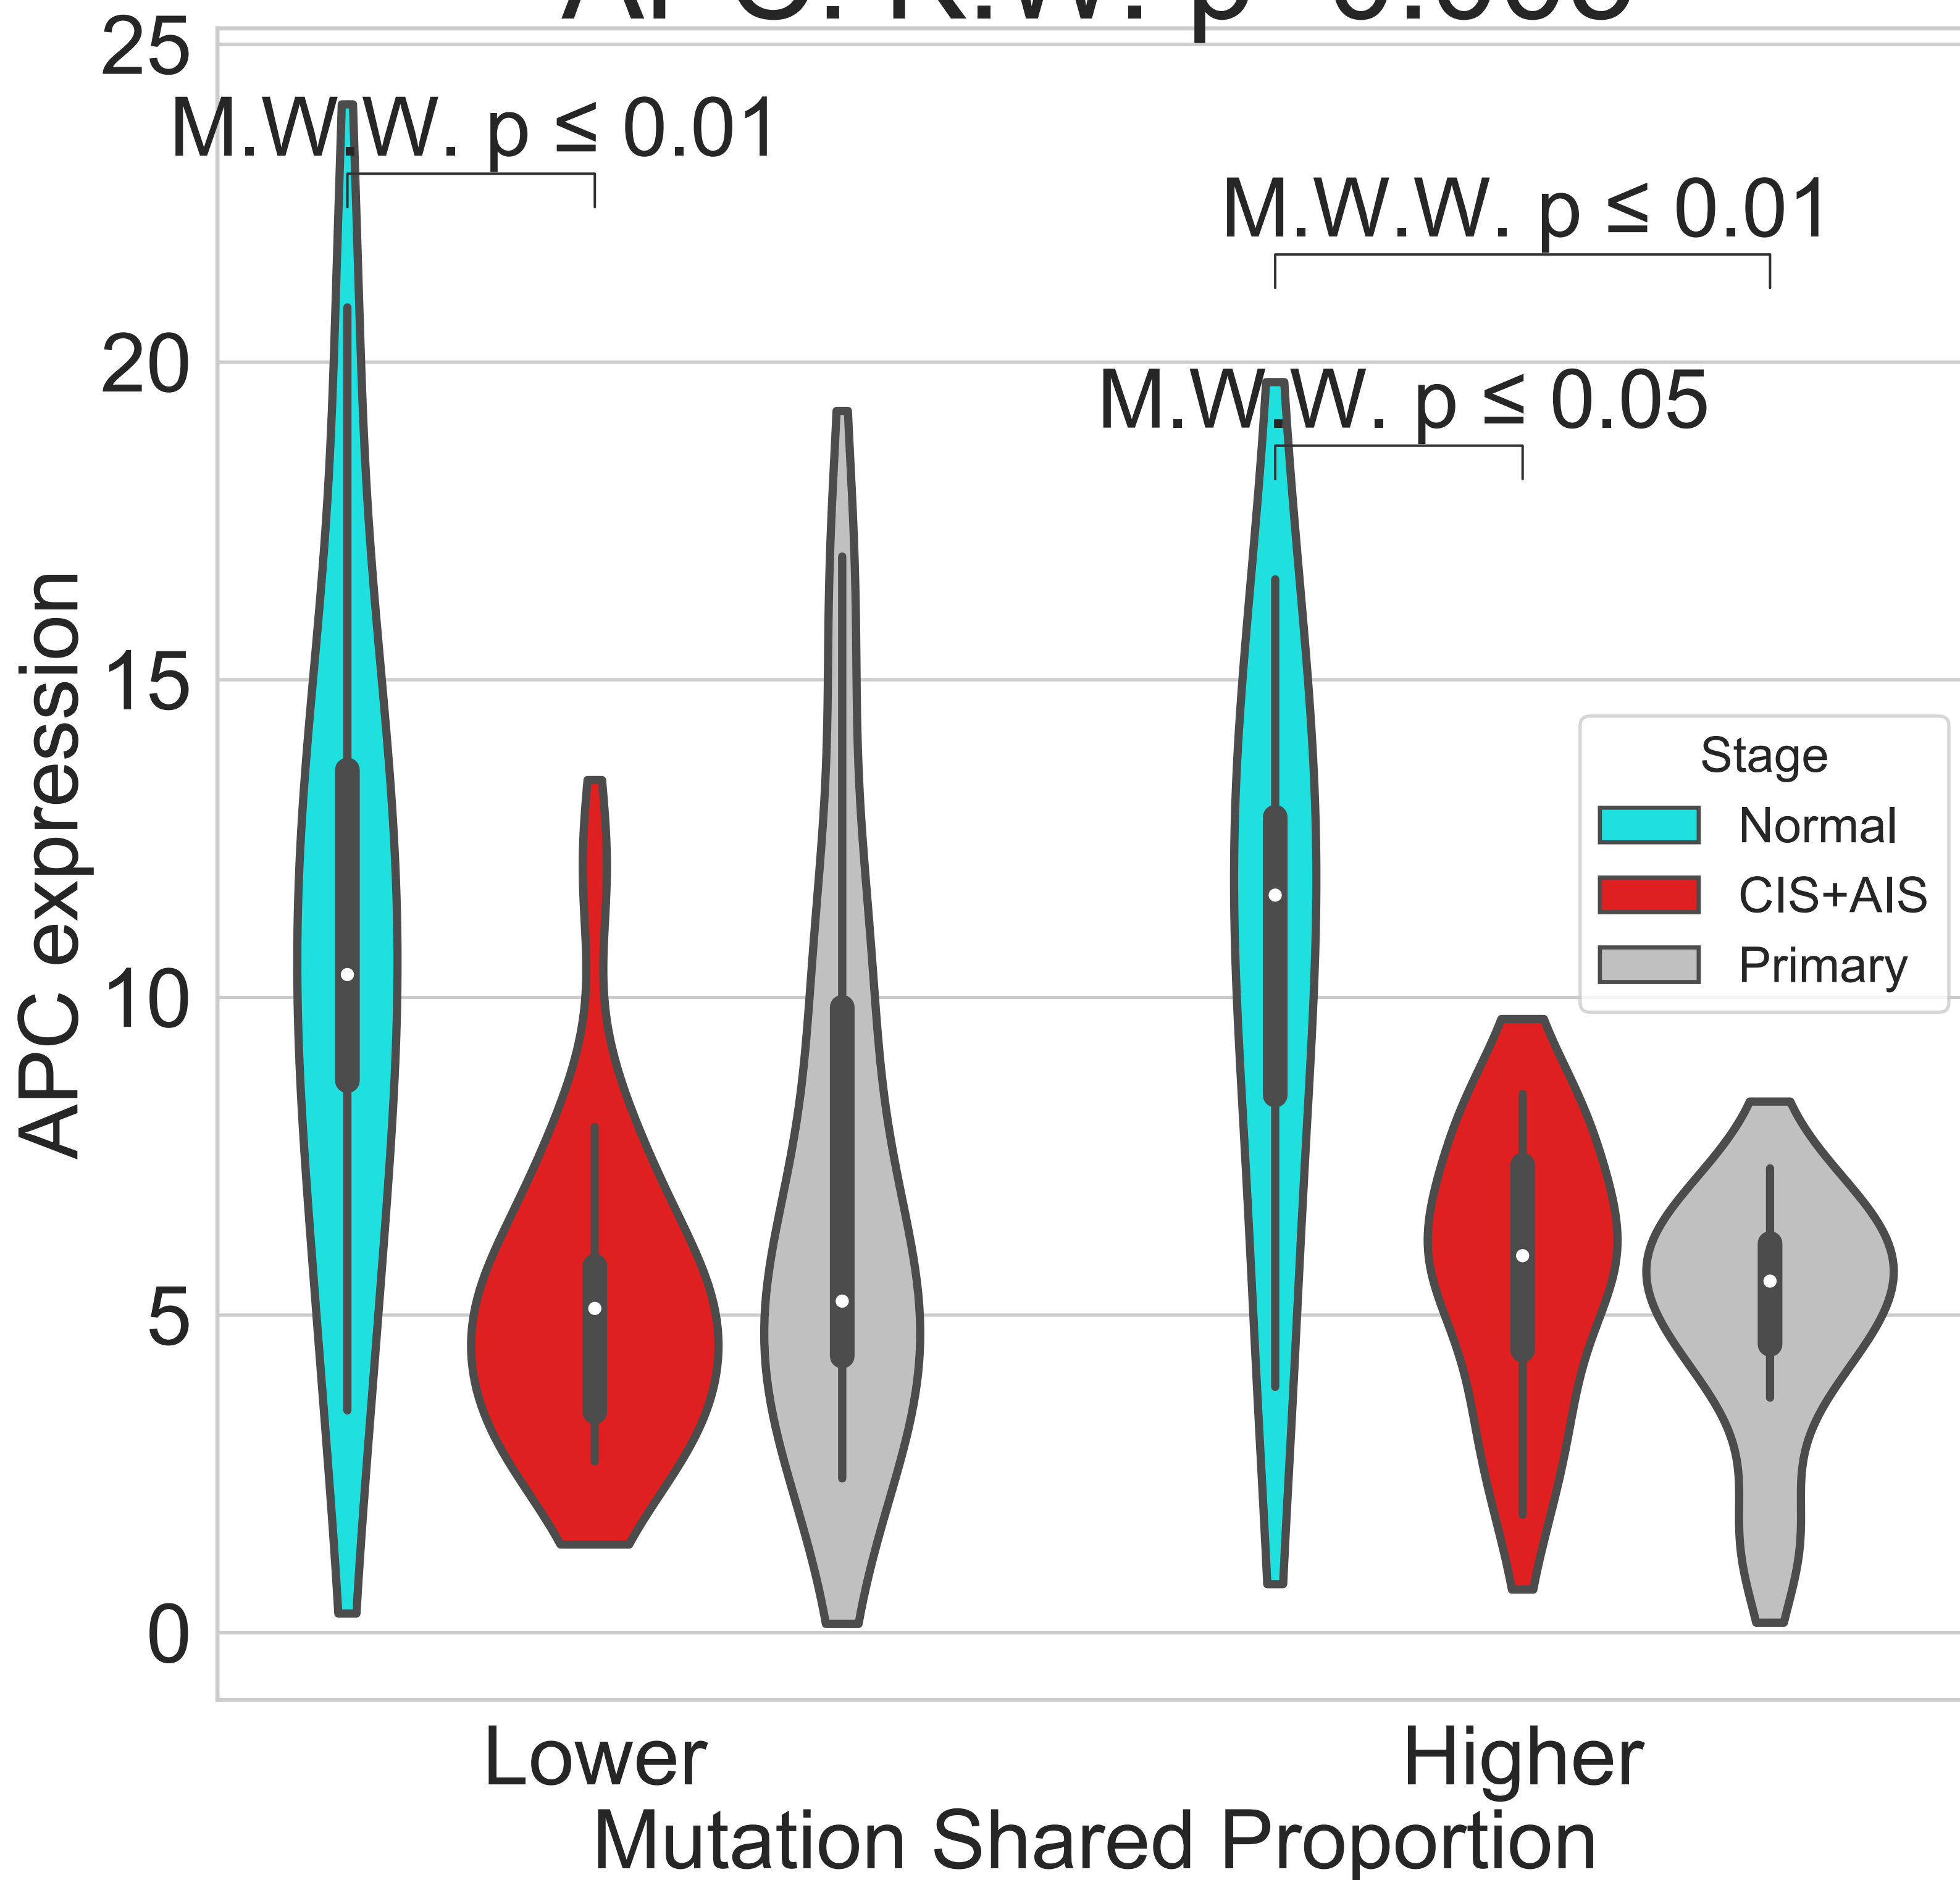 25
M.W.W. p ≤ 0.01
M.W.W. p ≤ 0.01
20
M.W.W. p ≤ 0.05
15
10
5
0
APC expression
Stage
Normal
CIS+AIS
Primary
Lower
Higher
Mutation Shared Proportion